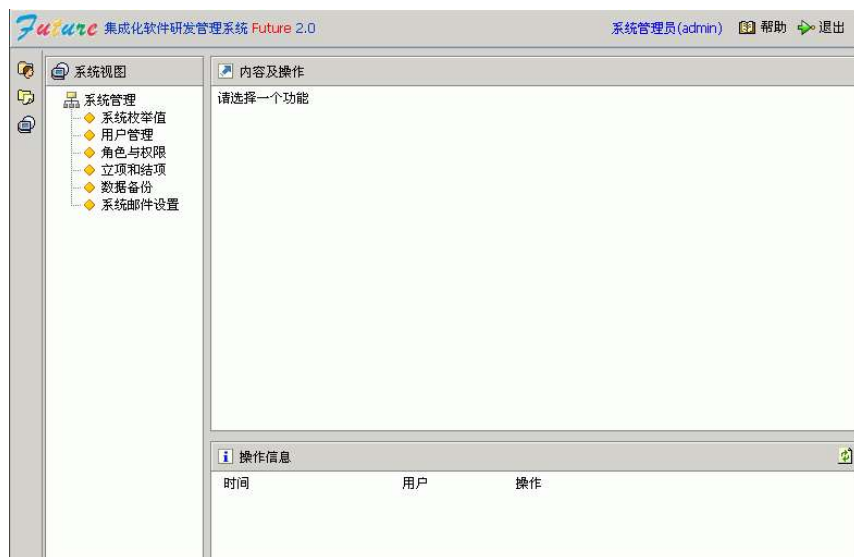 Future 集成化软件研发管理系统 Future 2.0 系统管理员(admin) 帮助 退出
系统视图
系统管理
系统枚举值
用户管理
角色与权限
立项和结项
数据备份
系统邮件设置
内容及操作
请选择一个功能
操作信息
时间 用户 操作